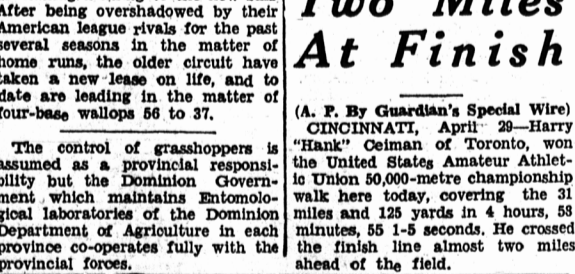 After being overshadowed by their
American league rivals for the past
several seasons in the matter of
home runs, the older circuit have
taken a new lease on life, and to
date are leading in the matter of
four-base wallops 56 to 37.
The control of grasshoppers is
assumed as a provincial responsi-
bility but the Dominion Govern-
ment which maintains Entomolo-
gical laboratories of the Dominion
Department of Agriculture in each
province co-operates fully with the
provincial forces.
Two Miles
At Finish
(A. P. By Guardian's Special Wire)
CINCINNATI, April 29—Harry
"Hank" Ceiman of Toronto, won
the United States Amateur Athlet-
ic Union 50,000-metre championship
walk here today, covering the 31
miles and 125 yards in 4 hours, 53
minutes, 55 1-5 seconds. He crossed
the finish line almost two miles
ahead of the field.